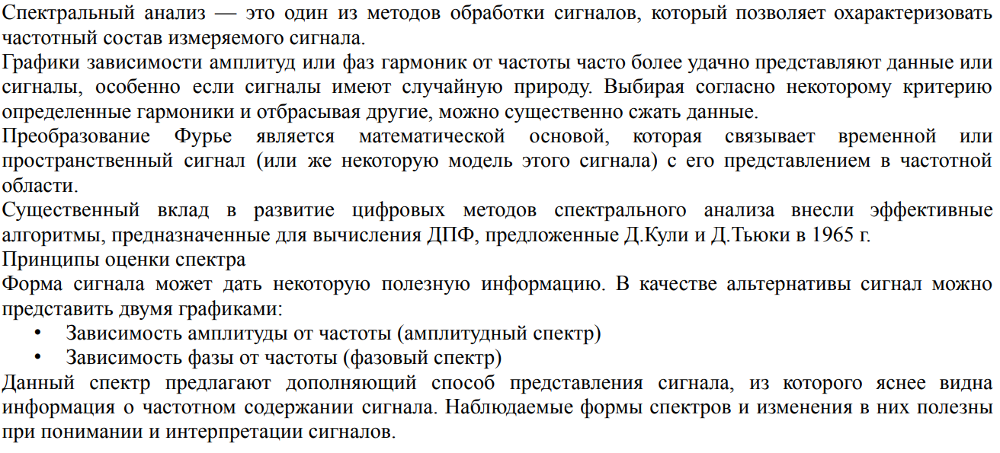 Спектральный анализ — это один из методов обработки сигналов, который позволяет охарактеризовать
частотный состав измеряемого сигнала.
Графики зависимости амплитуд или фаз гармоник от частоты часто более удачно представляют данные или
сигналы, особенно если сигналы имеют случайную природу. Выбирая согласно некоторому критерию
определенные гармоники и отбрасывая другие, можно существенно сжать данные.
Преобразование Фурье является математической основой, которая связывает временной или
пространственный сигнал (или же некоторую модель этого сигнала) с его представлением в частотной
области.
Существенный вклад в развитие цифровых методов спектрального анализа внесли эффективные
алгоритмы, предназначенные для вычисления ДПФ, предложенные Д.Кули и Д.Тьюки в 1965 г.
Принципы оценки спектра
Форма сигнала может дать некоторую полезную информацию. В качестве альтернативы сигнал можно
представить двумя графиками:
• Зависимость амплитуды от частоты (амплитудный спектр)
• Зависимость фазы от частоты (фазовый спектр)
Данный спектр предлагают дополняющий способ представления сигнала, из которого яснее видна
информация о частотном содержании сигнала. Наблюдаемые формы спектров и изменения в них полезны
при понимании и интерпретации сигналов.